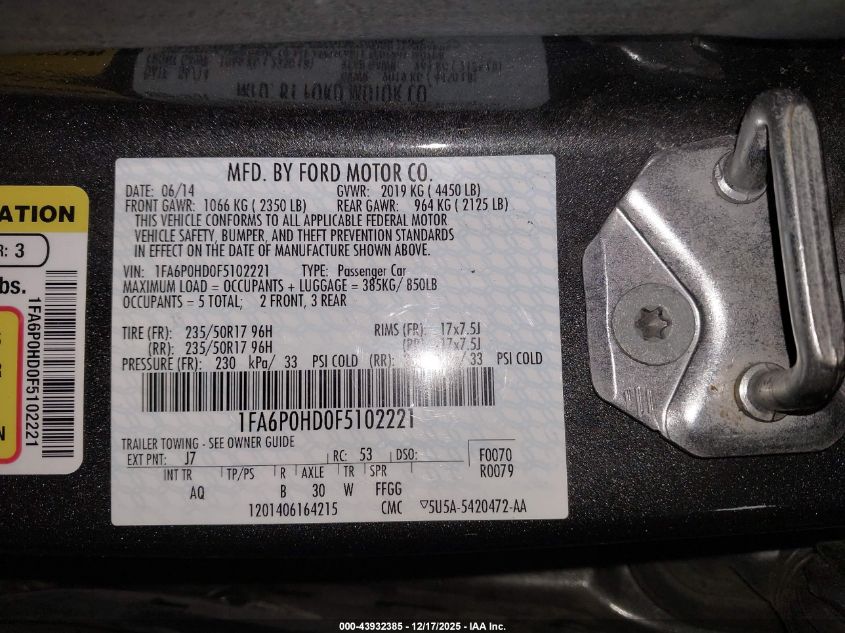 MFD. BY FORD MOTOR CO.
DATE: 06/14 GVWR: 2019 KG ( 4450 LB)
FRONT GAWR: 1066 KG ( 2350 LB) REAR GAWR: 964 KG ( 2125 LB)
THIS VEHICLE CONFORMS TO ALL APPLICABLE FEDERAL MOTOR
VEHICLE SAFETY, BUMPER, AND THEFT PREVENTION STANDARDS
IN EFFECT ON THE DATE OF MANUFACTURE SHOWN ABOVE.
VIN: 1FA6P0HD0F5102221 TYPE: Passenger Car
MAXIMUM LOAD = OCCUPANTS + LUGGAGE = 385KG/ 850LB
OCCUPANTS = 5 TOTAL; 2 FRONT, 3 REAR
TIRE (FR): 235/50R17 96H RIMS (FR): 17x7.5J
(RR): 235/50R17 96H (RR): 17x7.5J
PRESSURE (FR): 230 kPa/ 33 PSI COLD (RR) 33 PSI COLD
1FA6P0HD0F5102221
TRAILER TOWING - SEE OWNER GUIDE
EXT PNT: J7 RC: 53 DSO: F0070
R0079
INT TR TP/PS R AXLE TR SPR
AQ B 30 W FFGG
1201406164215 CMC ▽5U5A-5420472-AA
ATION
R: 3
bs.
1FA6P0HD0F5102221
S
R
N
000-43932385 - 12/17/2025 - IAA Inc.